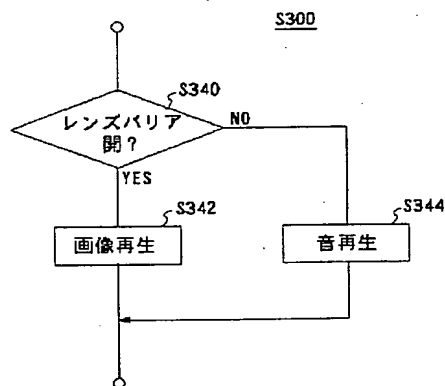 S300
S340
レンズバリア
開?
NO
YES
S342
画像再生
S344
音再生